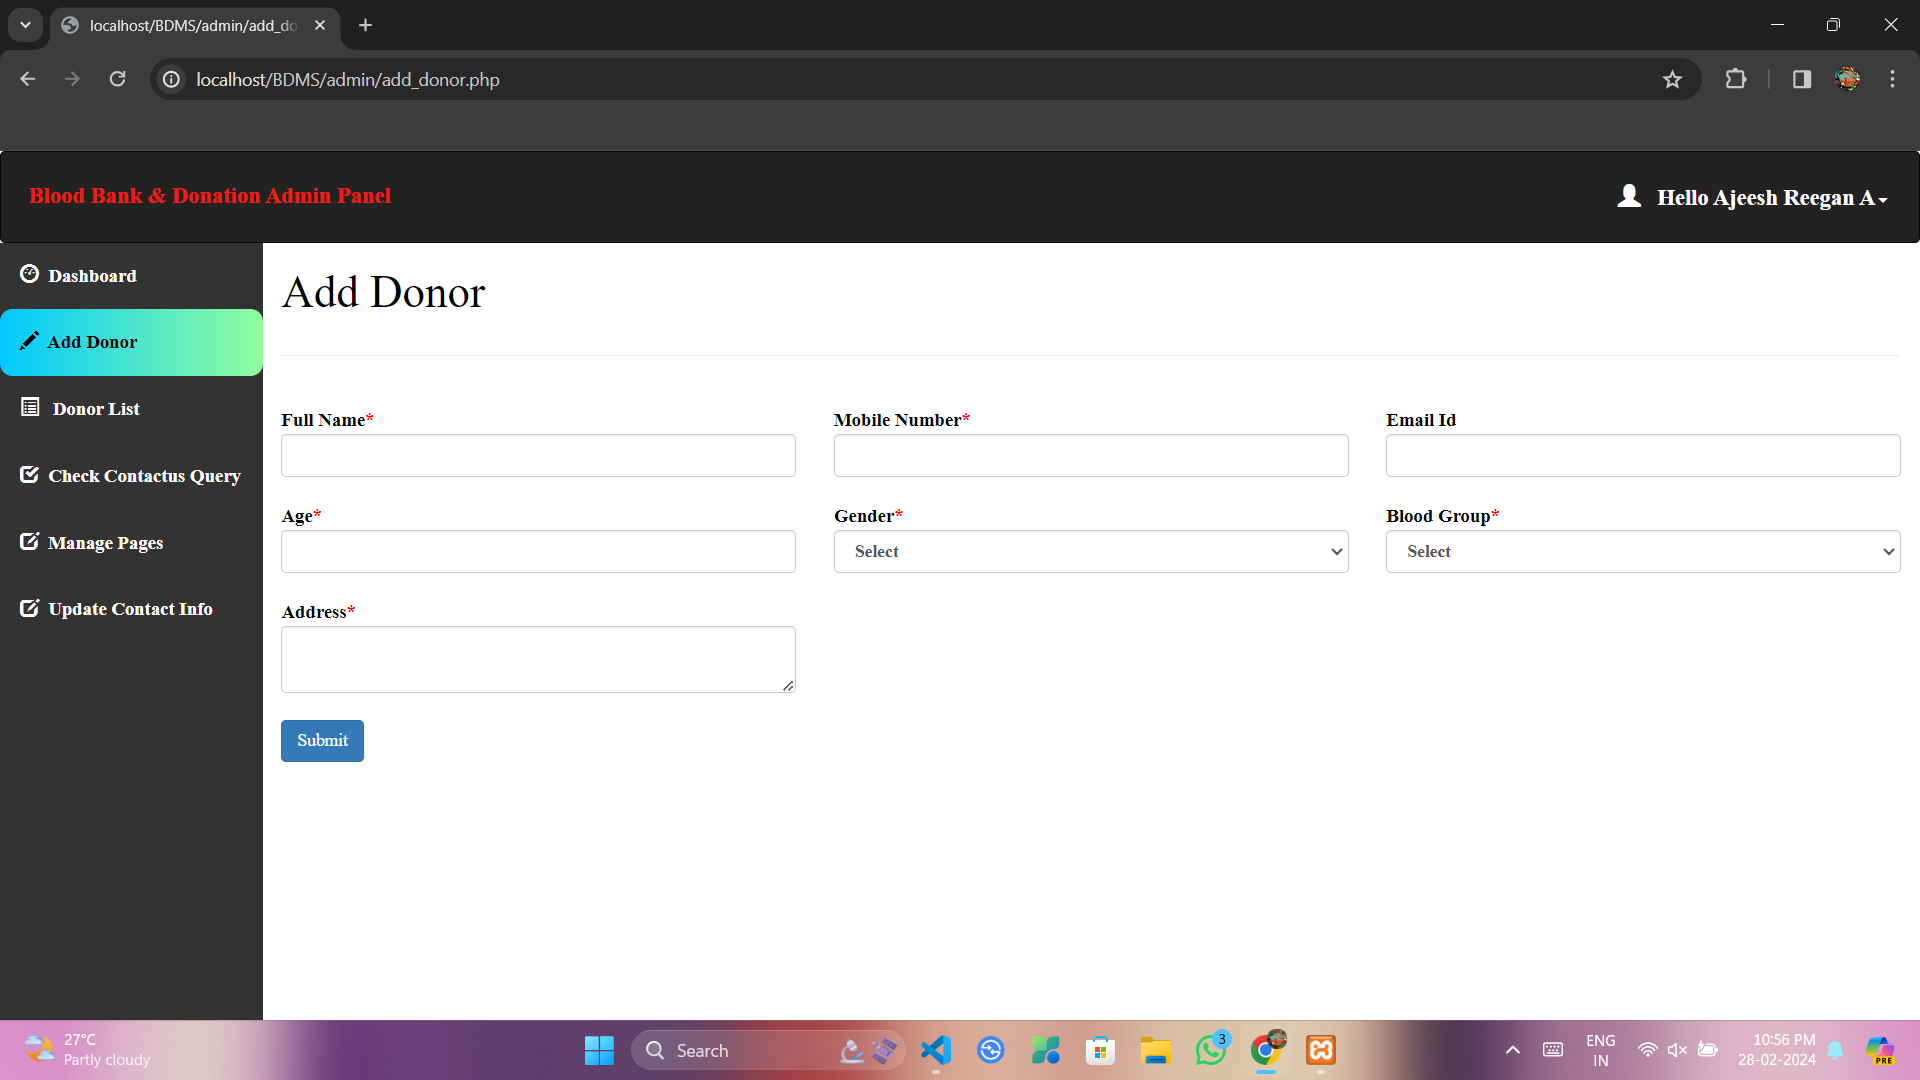 localhost/BDMS/admin/add_do
localhost/BDMS/admin/add_donor.php
Blood Bank & Donation Admin Panel
Hello Ajeesh Reegan A
Dashboard
Add Donor
Donor List
Check Contactus Query
Manage Pages
Update Contact Info
Add Donor
Full Name*
Mobile Number*
Email Id
Age*
Gender*
Blood Group*
Select
Select
Address*
Submit
27°C
Partly cloudy
Search
3
ENG
IN
10:56 PM
28-02-2024
PRE